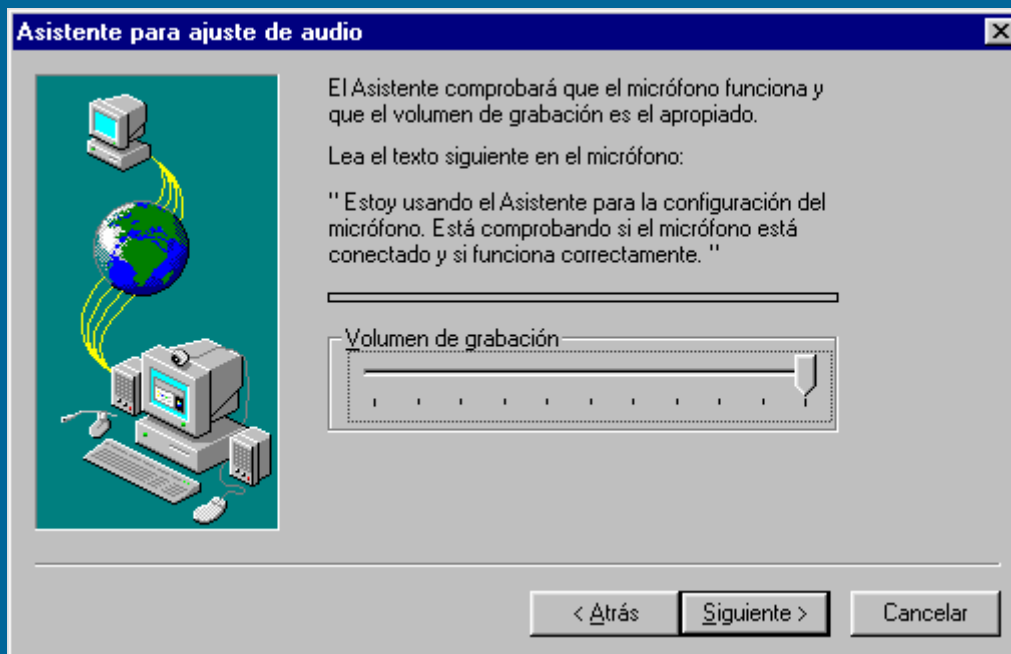 Asistente para ajuste de audio
El Asistente comprobará que el micrófono funciona y
que el volumen de grabación es el apropiado.
Lea el texto siguiente en el micrófono:
" Estoy usando el Asistente para la configuración del
micrófono. Está comprobando si el micrófono está
conectado y si funciona correctamente. "
Volumen de grabación
< Atrás
Siguiente >
Cancelar